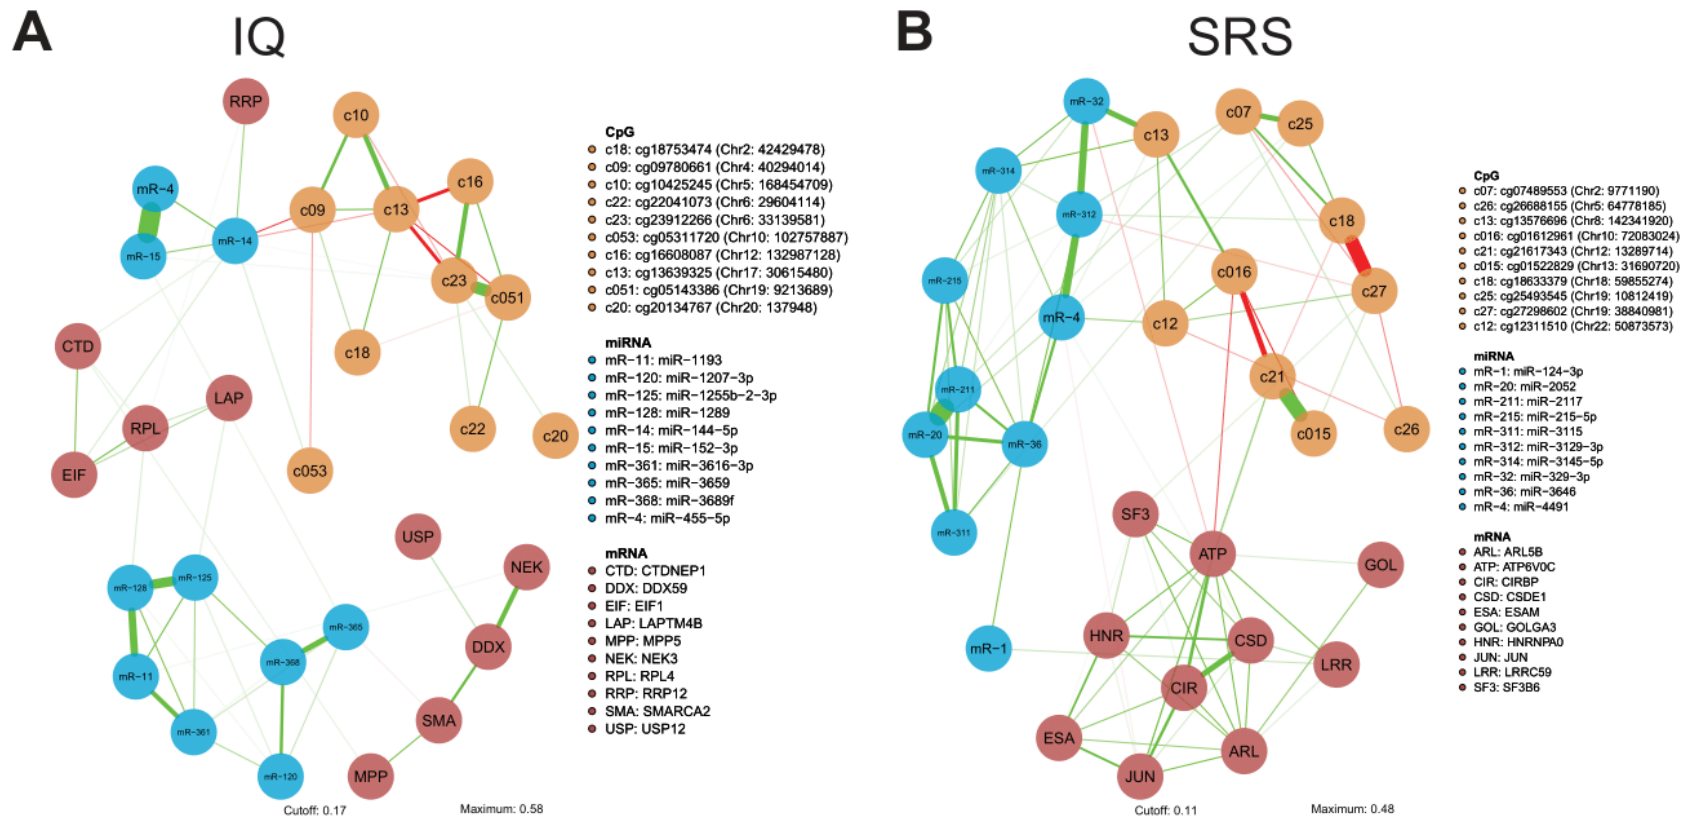 A
IQ
RRP
c10
mR−4
c16
c09
c13
mR−14
mR−15
c23
c051
CTD
c18
LAP
RPL
c22
c20
EIF
c053
USP
NEK
mR−128
mR−125
mR−365
DDX
mR−368
mR−11
SMA
mR−361
mR−120
MPP
Cutoff: 0.17
Maximum: 0.58
CpG
c18: cg18753474 (Chr2: 42429478)
c09: cg09780661 (Chr4: 40294014)
c10: cg10425245 (Chr5: 168454709)
c22: cg22041073 (Chr6: 29604114)
c23: cg23912266 (Chr6: 33139581)
c053: cg05311720 (Chr10: 102757887)
c16: cg16608087 (Chr12: 132987128)
c13: cg13639325 (Chr17: 30615480)
c051: cg05143386 (Chr19: 9213689)
c20: cg20134767 (Chr20: 137948)
miRNA
mR−11: miR−1193
mR−120: miR−1207−3p
mR−125: miR−1255b−2−3p
mR−128: miR−1289
mR−14: miR−144−5p
mR−15: miR−152−3p
mR−361: miR−3616−3p
mR−365: miR−3659
mR−368: miR−3689f
mR−4: miR−455−5p
mRNA
CTD: CTDNEP1
DDX: DDX59
EIF: EIF1
LAP: LAPTM4B
MPP: MPP5
NEK: NEK3
RPL: RPL4
RRP: RRP12
SMA: SMARCA2
USP: USP12
B
SRS
mR−32
c07
c25
c13
mR−314
mR−312
c18
mR−215
c016
c27
mR−4
c12
c21
mR−211
mR−20
mR−36
c015
c26
mR−311
SF3
ATP
GOL
HNR
CSD
mR−1
LRR
CIR
ESA
ARL
JUN
Cutoff: 0.11
Maximum: 0.48
CpG
c07: cg07489553 (Chr2: 9771190)
c26: cg26688155 (Chr5: 64778185)
c13: cg13576696 (Chr8: 142341920)
c016: cg01612961 (Chr10: 72083024)
c21: cg21617343 (Chr12: 13289714)
c015: cg01522829 (Chr13: 31690720)
c18: cg18633379 (Chr18: 59855274)
c25: cg25493545 (Chr19: 10812419)
c27: cg27298602 (Chr19: 38840981)
c12: cg12311510 (Chr22: 50873573)
miRNA
mR−1: miR−124−3p
mR−20: miR−2052
mR−211: miR−2117
mR−215: miR−215−5p
mR−311: miR−3115
mR−312: miR−3129−3p
mR−314: miR−3145−5p
mR−32: miR−329−3p
mR−36: miR−3646
mR−4: miR−4491
mRNA
ARL: ARL5B
ATP: ATP6V0C
CIR: CIRBP
CSD: CSDE1
ESA: ESAM
GOL: GOLGA3
HNR: HNRNPA0
JUN: JUN
LRR: LRRC59
SF3: SF3B6